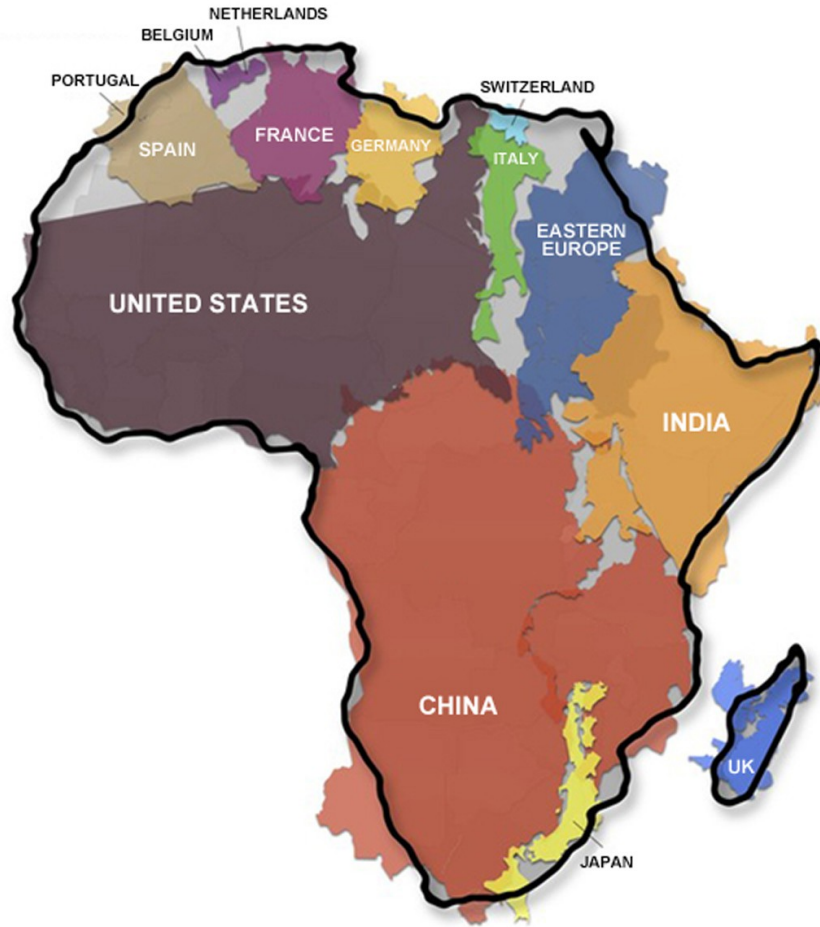 NETHERLANDS
BELGIUM
PORTUGAL
SWITZERLAND
SPAIN
FRANCE
GERMANY
ITALY
EASTERN
EUROPE
UNITED STATES
INDIA
CHINA
UK
JAPAN